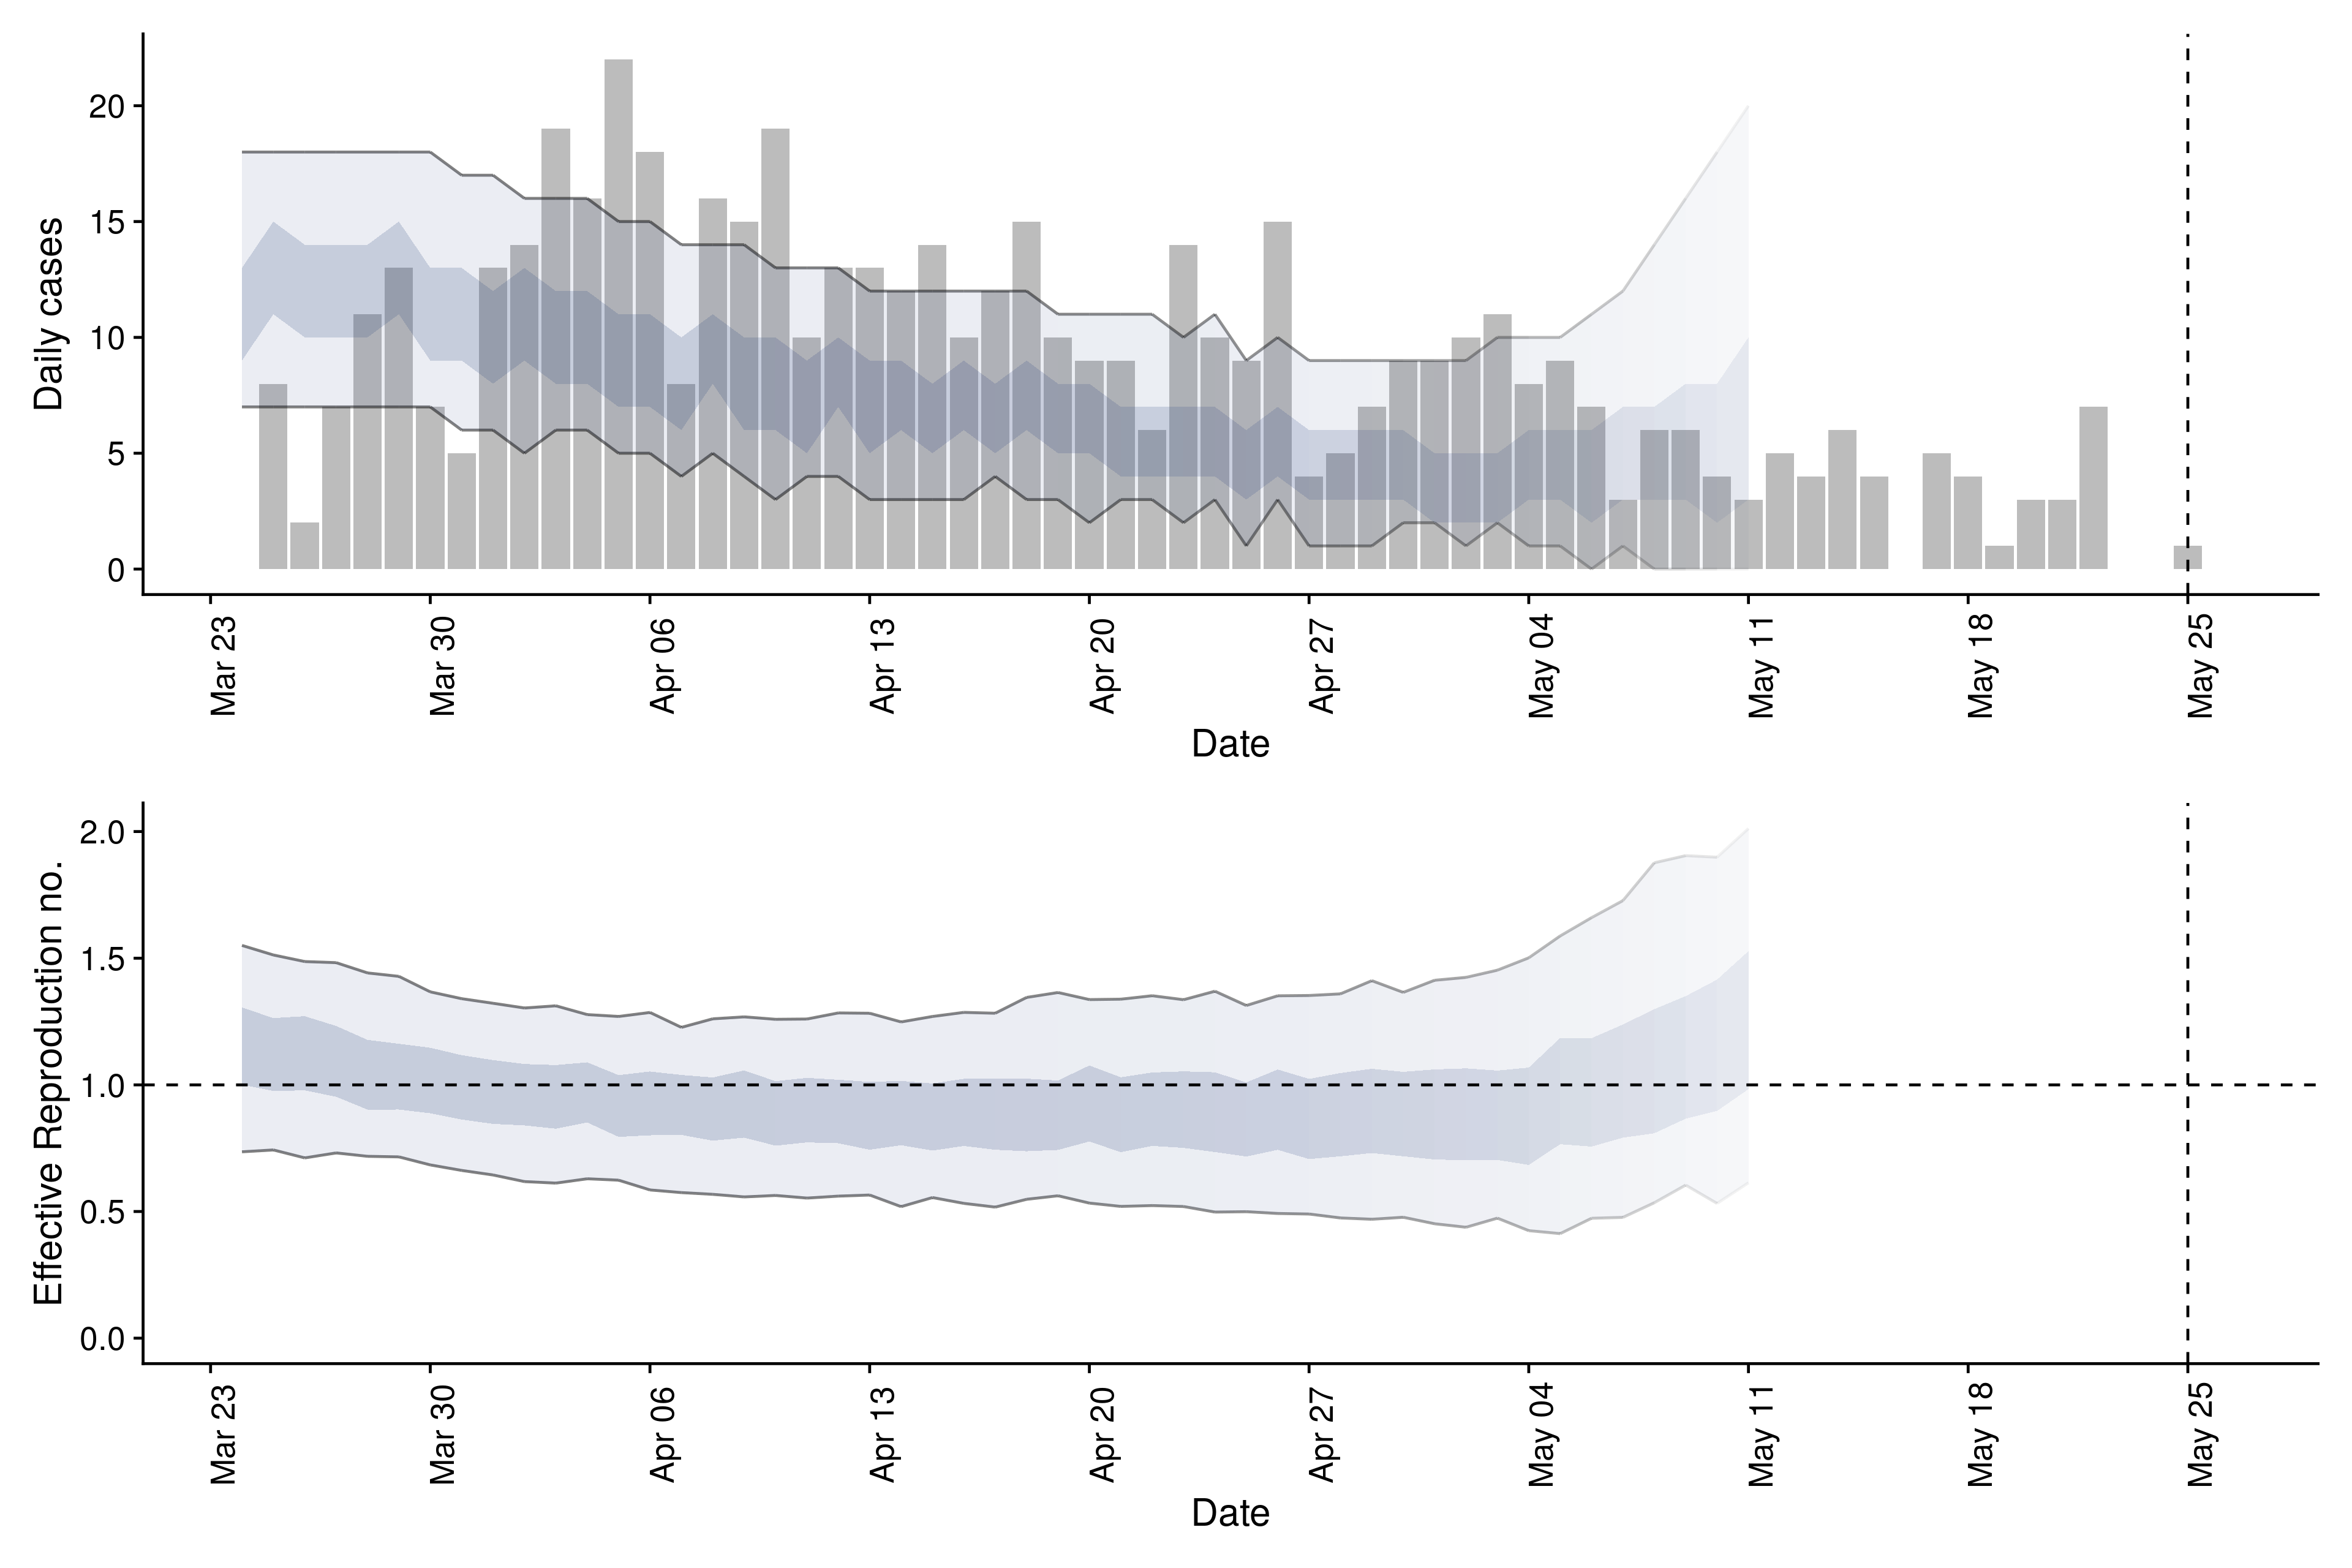 Daily cases
20
15
10
5
0
Mar 23
Mar 30
Apr 06
Apr 13
Apr 20
Apr 27
May 04
May 11
May 18
May 25
Date
Effective Reproduction no.
2.0
1.5
1.0
0.5
0.0
Mar 23
Mar 30
Apr 06
Apr 13
Apr 20
Apr 27
May 04
May 11
May 18
May 25
Date